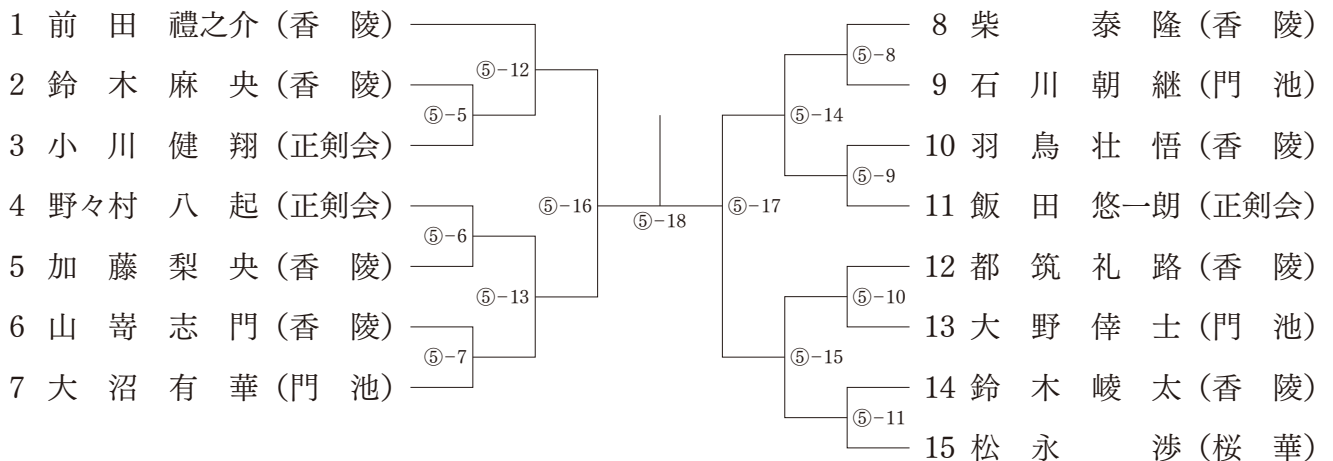 1 前田 禮之介 (香陵)
2 鈴木麻央 (香陵)
3 小川健翔 (正剣会)
4 野々村八起 (正剣会)
5 加藤梨央 (香陵)
6 山嵜志門 (香陵)
7 大沼有華 (門池)
⑤-12
⑤-5
⑤-16
⑤-6
⑤-13
⑤-7
⑤-18
⑤-17
⑤-8
⑤-14
⑤-9
⑤-10
⑤-15
⑤-11
8 柴 泰隆 (香陵)
9 石川朝継 (門池)
10 羽鳥壮悟 (香陵)
11 飯田悠一朗 (正剣会)
12 都筑礼路 (香陵)
13 大野倖士 (門池)
14 鈴木崚太 (香陵)
15 松永 渉 (桜華)